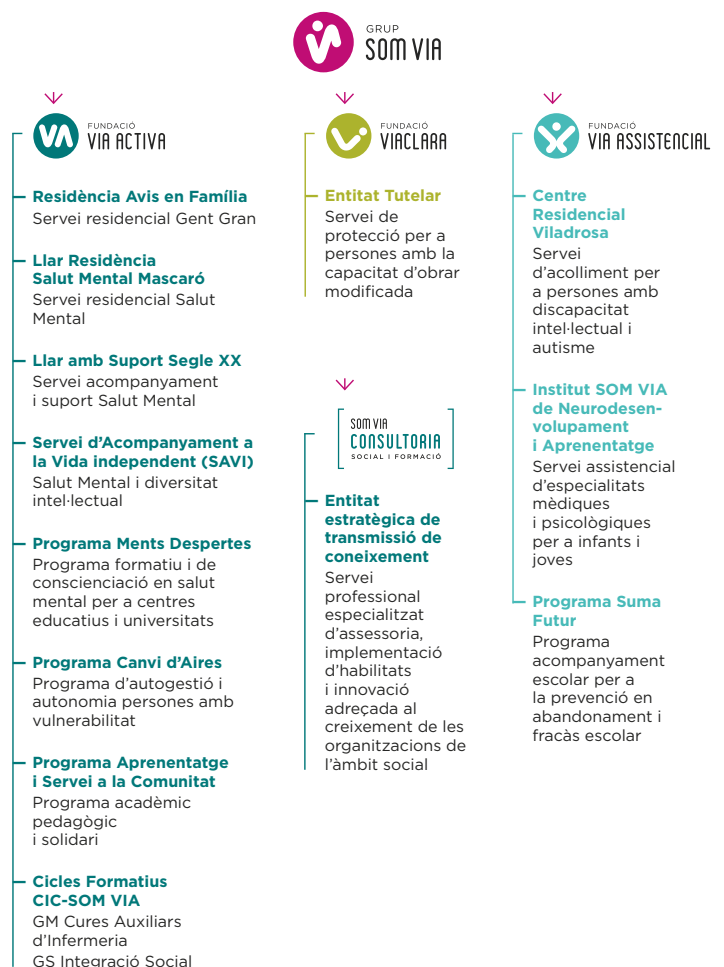 GRUP
SOM VIA
FUNDACIÓ
VIA ACTIVA
Residència Avis en Família
Servei residencial Gent Gran
Llar Residència
Salut Mental Mascaró
Servei residencial Salut
Mental
Llar amb Suport Segle XX
Servei acompanyament
i suport Salut Mental
Servei d’Acompanyament a
la Vida independent (SAVI)
Salut Mental i diversitat
intel·lectual
Programa Ments Despertes
Programa formatiu i de
conscienciació en salut
mental per a centres
educatius i universitats
Programa Canvi d’Aires
Programa d’autogestió i
autonomia persones amb
vulnerabilitat
Programa Aprenentatge
i Servei a la Comunitat
Programa acadèmic
pedagògic
i solidari
Cicles Formatius
CIC-SOM VIA
GM Cures Auxiliars
d’Infermeria
GS Integració Social
FUNDACIÓ
VIACLARA
Entitat Tutelar
Servei de
protecció per a
persones amb la
capacitat d’obrar
modificada
SOM VIA
CONSULTORIA
SOCIAL I FORMACIÓ
Entitat
estratègica de
transmissió de
coneixement
Servei
professional
especialitzat
d’assessoria,
implementació
d’habilitats
i innovació
adreçada al
creixement de les
organitzacions de
l’àmbit social
FUNDACIÓ
VIA ASSISTENCIAL
Centre
Residencial
Viladrosa
Servei
d’acolliment per
a persones amb
discapacitat
intel·lectual i
autisme
Institut SOM VIA
de Neurodesen-
volupament
i Aprenentatge
Servei assistencial
d’especialitats
mèdiques
i psicològiques
per a infants i
joves
Programa Suma
Futur
Programa
acompanyament
escolar per a
la prevenció en
abandonament i
fracàs escolar